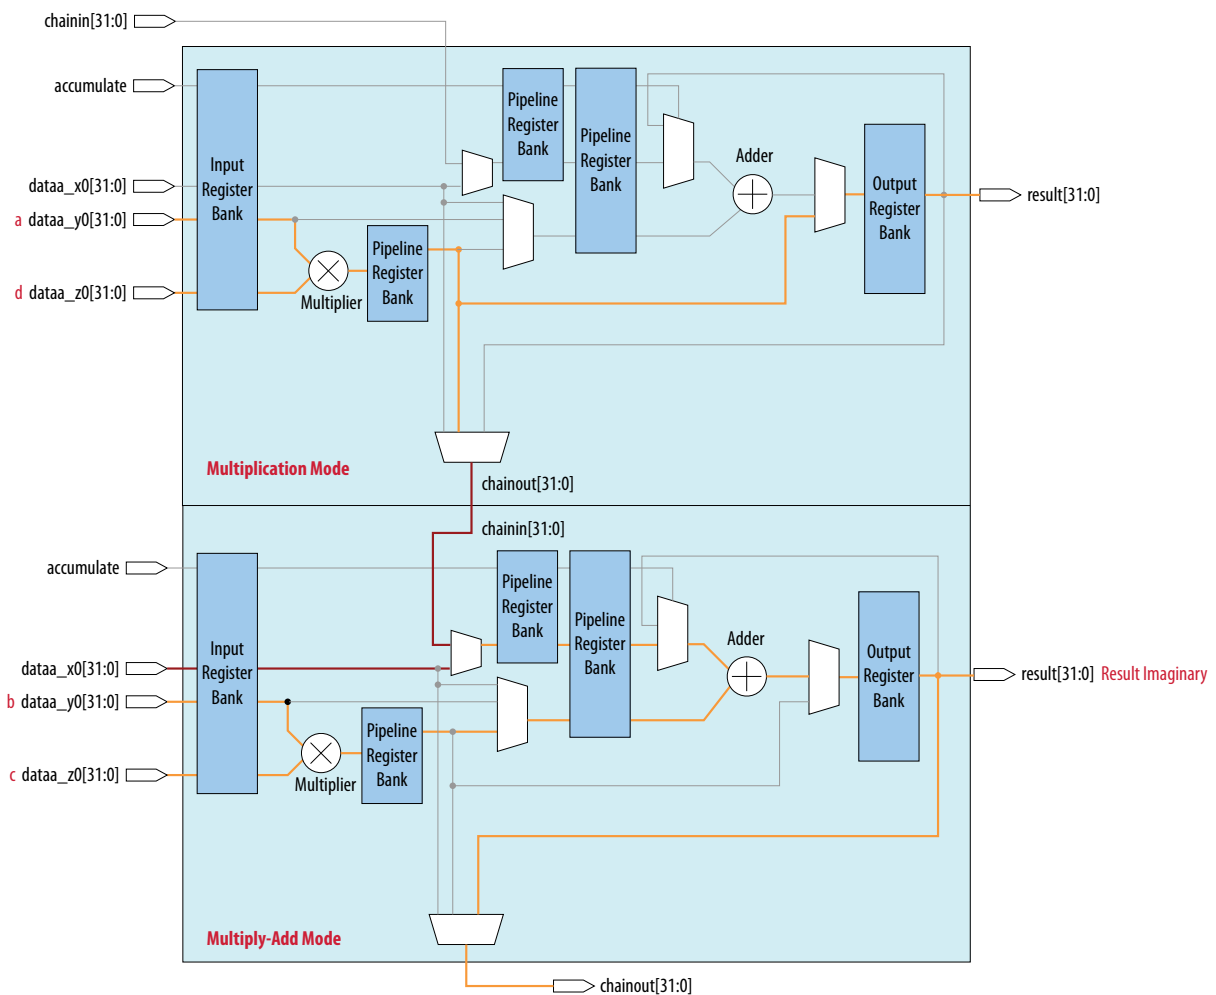 chainin[31:0]
accumulate
dataa_x0[31:0]
a dataa_y0[31:0]
d dataa_z0[31:0]
Input
Register
Bank
Multiplier
Pipeline
Register
Bank
Pipeline
Register
Bank
Pipeline
Register
Bank
Adder
Output
Register
Bank
result[31:0]
Multiplication Mode
chainout[31:0]
chainin[31:0]
accumulate
dataa_x0[31:0]
b dataa_y0[31:0]
c dataa_z0[31:0]
Input
Register
Bank
Multiplier
Pipeline
Register
Bank
Pipeline
Register
Bank
Pipeline
Register
Bank
Adder
Output
Register
Bank
result[31:0] Result Imaginary
Multiply-Add Mode
chainout[31:0]